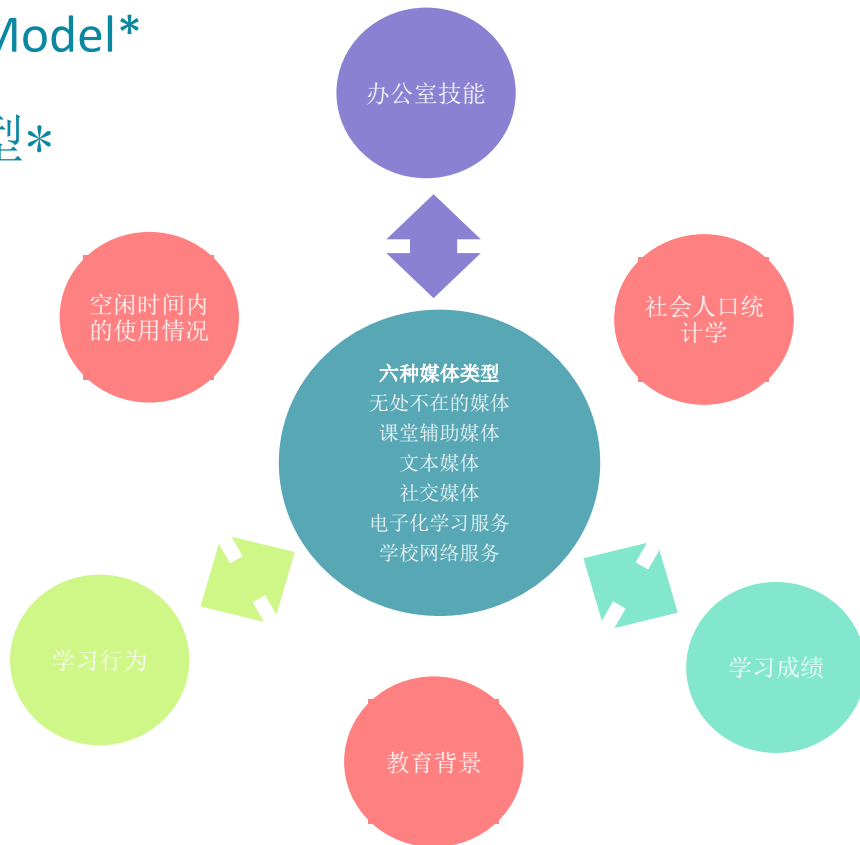 Model*
型*
办公室技能
空闲时间内
的使用情况
社会人口统
计学
六种媒体类型
无处不在的媒体
课堂辅助媒体
文本媒体
社交媒体
电子化学习服务
学校网络服务
学习行为
学习成绩
教育背景